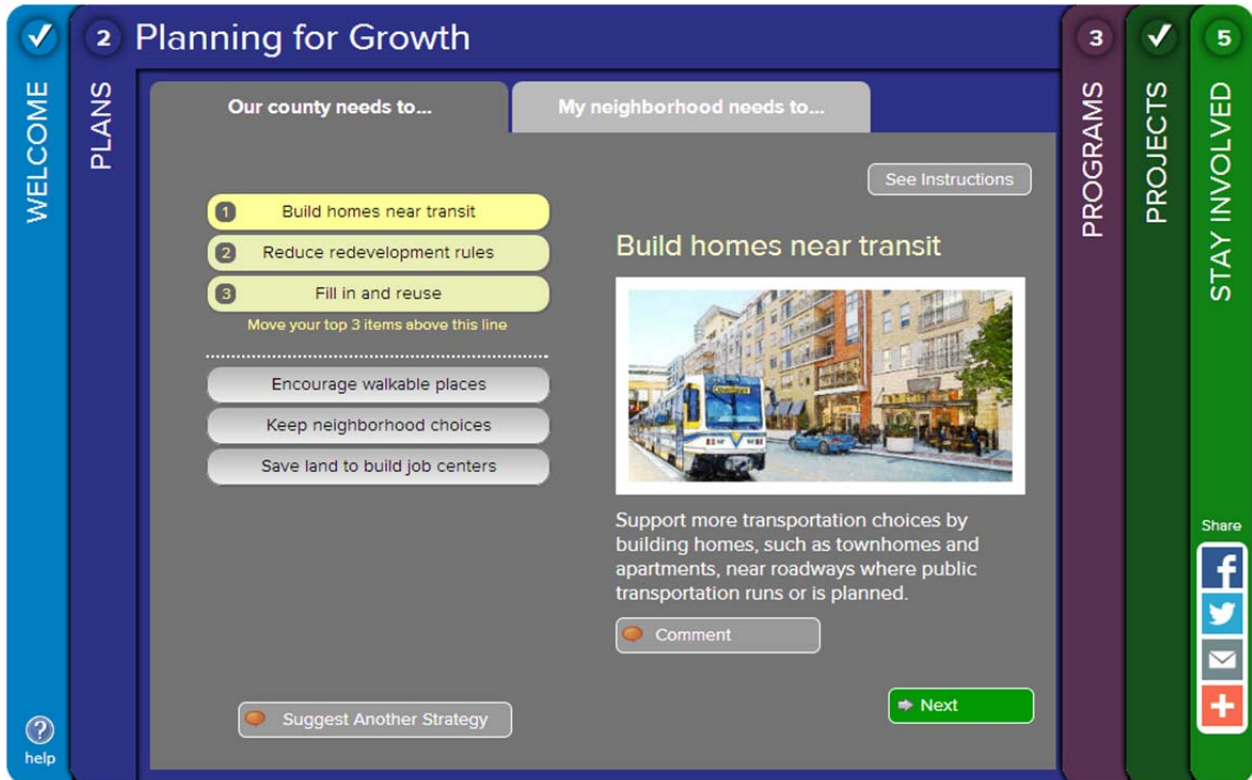 WELCOME
help
2
PLANS
Planning for Growth
Our county needs to...
My neighborhood needs to...
See Instructions
1 Build homes near transit
2 Reduce redevelopment rules
3 Fill in and reuse
Move your top 3 items above this line
Encourage walkable places
Keep neighborhood choices
Save land to build job centers
Suggest Another Strategy
Build homes near transit
Support more transportation choices by
building homes, such as townhomes and
apartments, near roadways where public
transportation runs or is planned.
Comment
Next
3
PROGRAMS
PROJECTS
5
STAY INVOLVED
Share